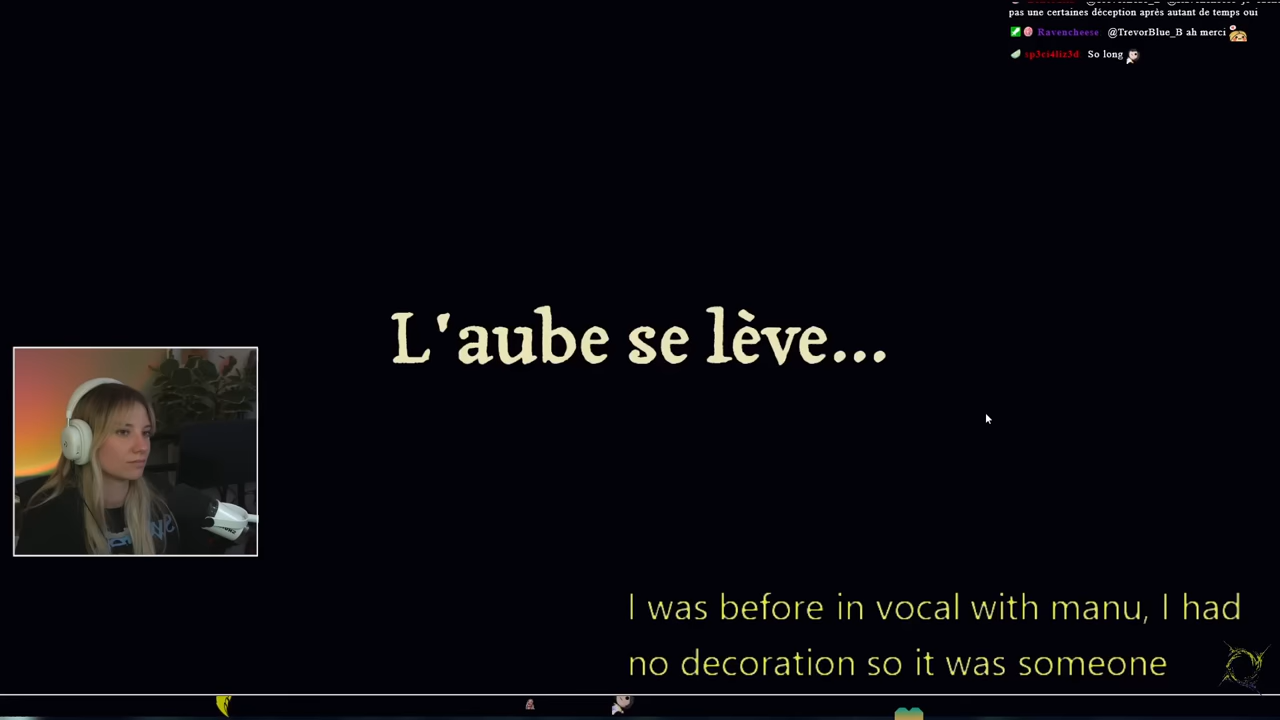 pas une certaines déception après autant de temps oui
Ravencheese @TrevorBlue_B ah merci
sp3ci4liz3d So long
L'aube se lève...
I was before in vocal with manu, I had
no decoration so it was someone